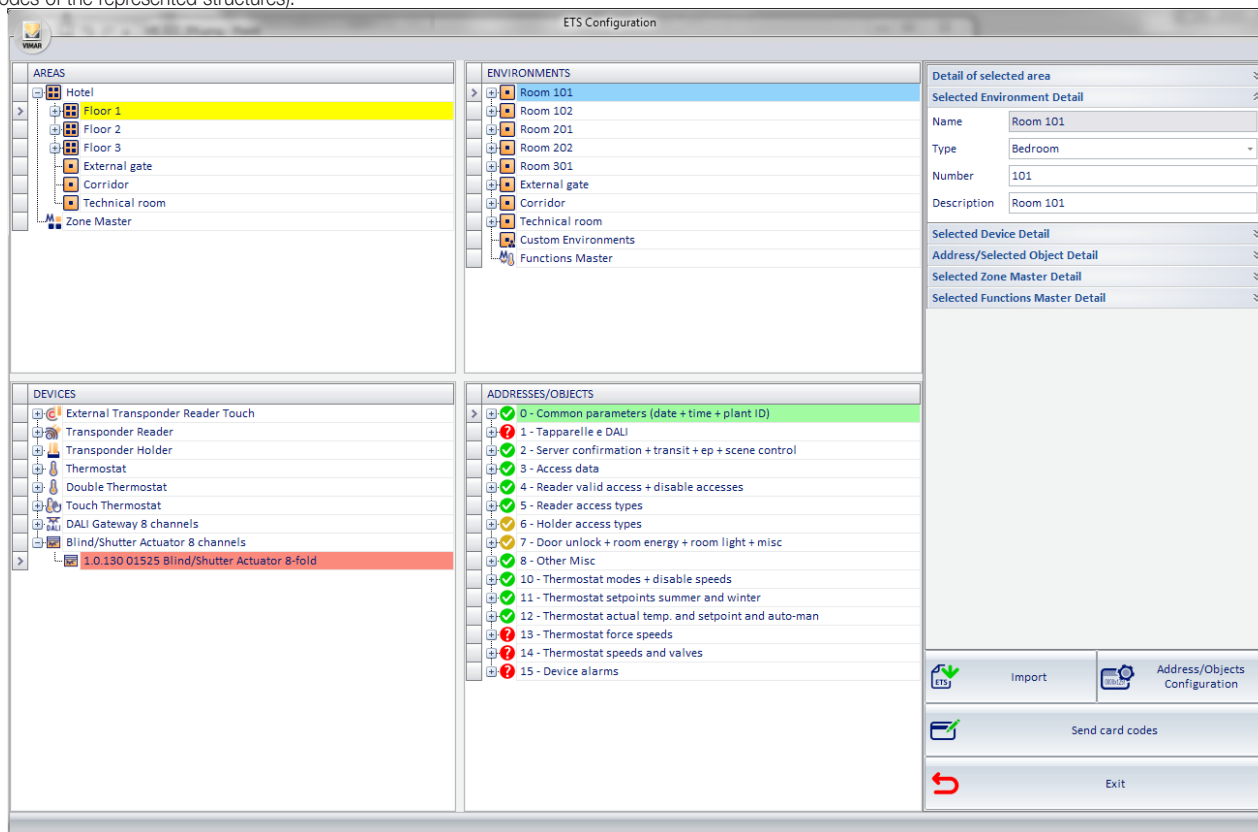 odes of the represented structures).
ETS Configuration
VIMAR
AREAS
Hotel
Floor 1
Floor 2
Floor 3
External gate
Corridor
Technical room
Zone Master
ENVIRONMENTS
Room 101
Room 102
Room 201
Room 202
Room 301
External gate
Corridor
Technical room
Custom Environments
Functions Master
Detail of selected area
Selected Environment Detail
Name Room 101
Type Bedroom
Number 101
Description Room 101
Selected Device Detail
Address/Selected Object Detail
Selected Zone Master Detail
Selected Functions Master Detail
DEVICES
External Transponder Reader Touch
Transponder Reader
Transponder Holder
Thermostat
Double Thermostat
Touch Thermostat
DALI Gateway 8 channels
Blind/Shutter Actuator 8 channels
1.0.130 01525 Blind/Shutter Actuator 8-fold
ADDRESSES/OBJECTS
0 - Common parameters (date + time + plant ID)
1 - Tapparelle e DALI
2 - Server confirmation + transit + ep + scene control
3 - Access data
4 - Reader valid access + disable accesses
5 - Reader access types
6 - Holder access types
7 - Door unlock + room energy + room light + misc
8 - Other Misc
10 - Thermostat modes + disable speeds
11 - Thermostat setpoints summer and winter
12 - Thermostat actual temp. and setpoint and auto-man
13 - Thermostat force speeds
14 - Thermostat speeds and valves
15 - Device alarms
ETS
Import
Address/Objects
Configuration
Send card codes
Exit